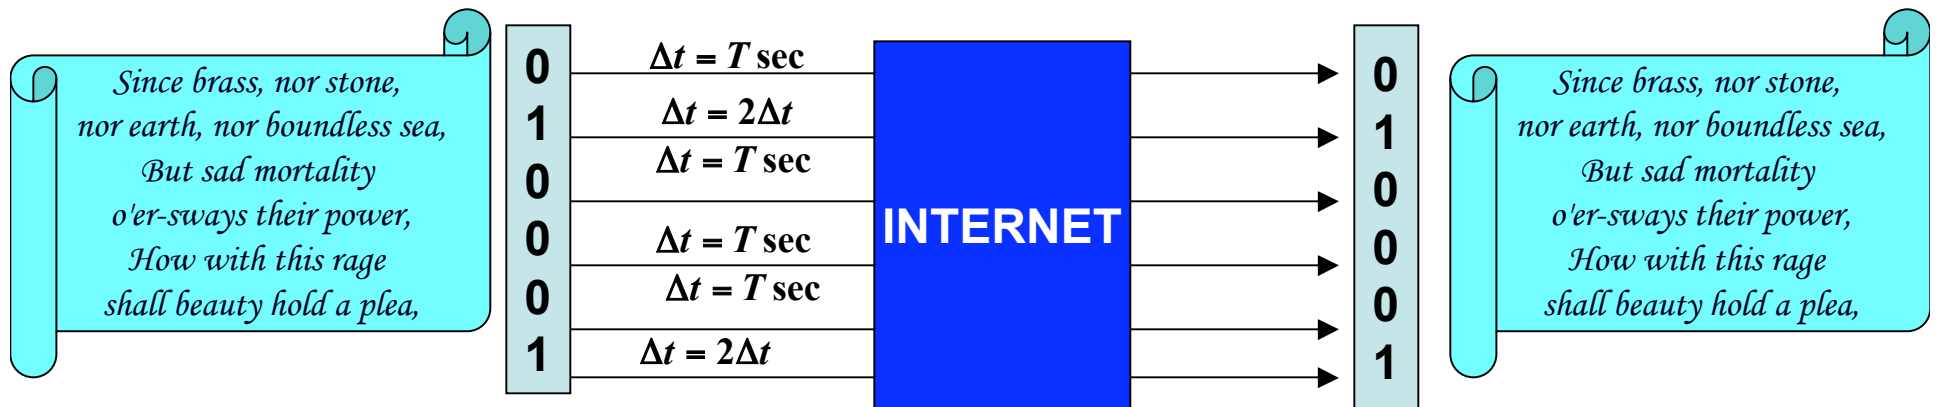 Since brass, nor stone,
nor earth, nor boundless sea,
But sad mortality
o'er-sways their power,
How with this rage
shall beauty hold a plea,
0
1
0
0
0
1
Δt = T sec
Δt = 2Δt
Δt = T sec
Δt = T sec
Δt = T sec
Δt = 2Δt
INTERNET
0
1
0
0
0
1
Since brass, nor stone,
nor earth, nor boundless sea,
But sad mortality
o'er-sways their power,
How with this rage
shall beauty hold a plea,